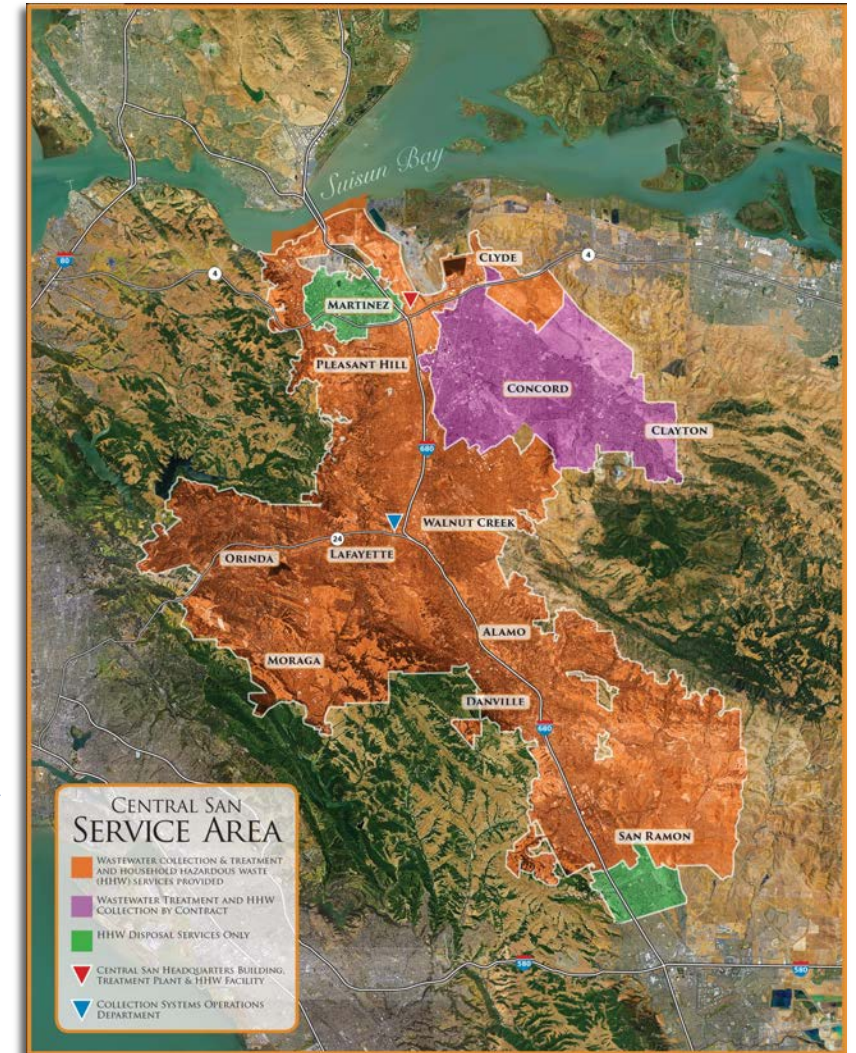 Suisun Bay
CLYDE
80
4
4
MARTINEZ
PLEASANT HILL
CONCORD
CLAYTON
680
WALNUT CREEK
24
ORINDA
LAFAYETTE
ALAMO
MORAGA
DANVILLE
680
SAN RAMON
580
580
CENTRAL SAN
SERVICE AREA
WASTEWATER COLLECTION & TREATMENT
AND HOUSEHOLD HAZARDOUS WASTE
(HHW) SERVICES PROVIDED
WASTEWATER TREATMENT AND HHW
COLLECTION BY CONTRACT
HHW DISPOSAL SERVICES ONLY
CENTRAL SAN HEADQUARTERS BUILDING,
TREATMENT PLANT & HHW FACILITY
COLLECTION SYSTEMS OPERATIONS
DEPARTMENT